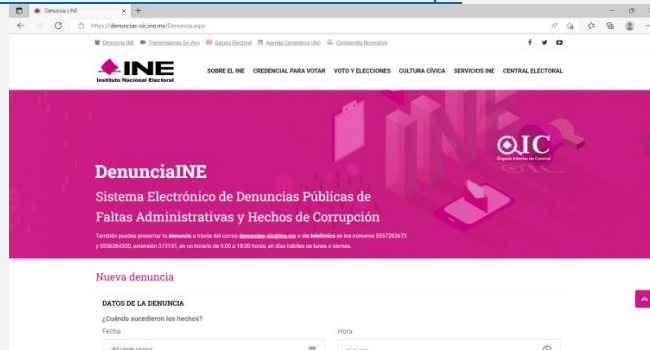 Denuncia | INE
https://denuncias-oic.ine.mx/Denuncia.aspx
Directorio INE Transmisiones En Vivo Gaceta Electoral Agenda Consejeros (As) Compendio Normativo
INE
Instituto Nacional Electoral
SOBRE EL INE CREDENCIAL PARA VOTAR VOTO Y ELECCIONES CULTURA CÍVICA SERVICIOS INE CENTRAL ELECTORAL
OIC
Órgano Interno de Control
DenunciaINE
Sistema Electrónico de Denuncias Públicas de
Faltas Administrativas y Hechos de Corrupción
También puedes presentar tu denuncia a través del correo denuncias-oic@ine.mx o vía telefónica en los números 5557282673
y 5556284200, extensión 373131, en un horario de 9:00 a 18:00 horas, en días hábiles de lunes a viernes.
Nueva denuncia
DATOS DE LA DENUNCIA
¿Cuándo sucedieron los hechos?
Fecha Hora
dd/mm/aaaa